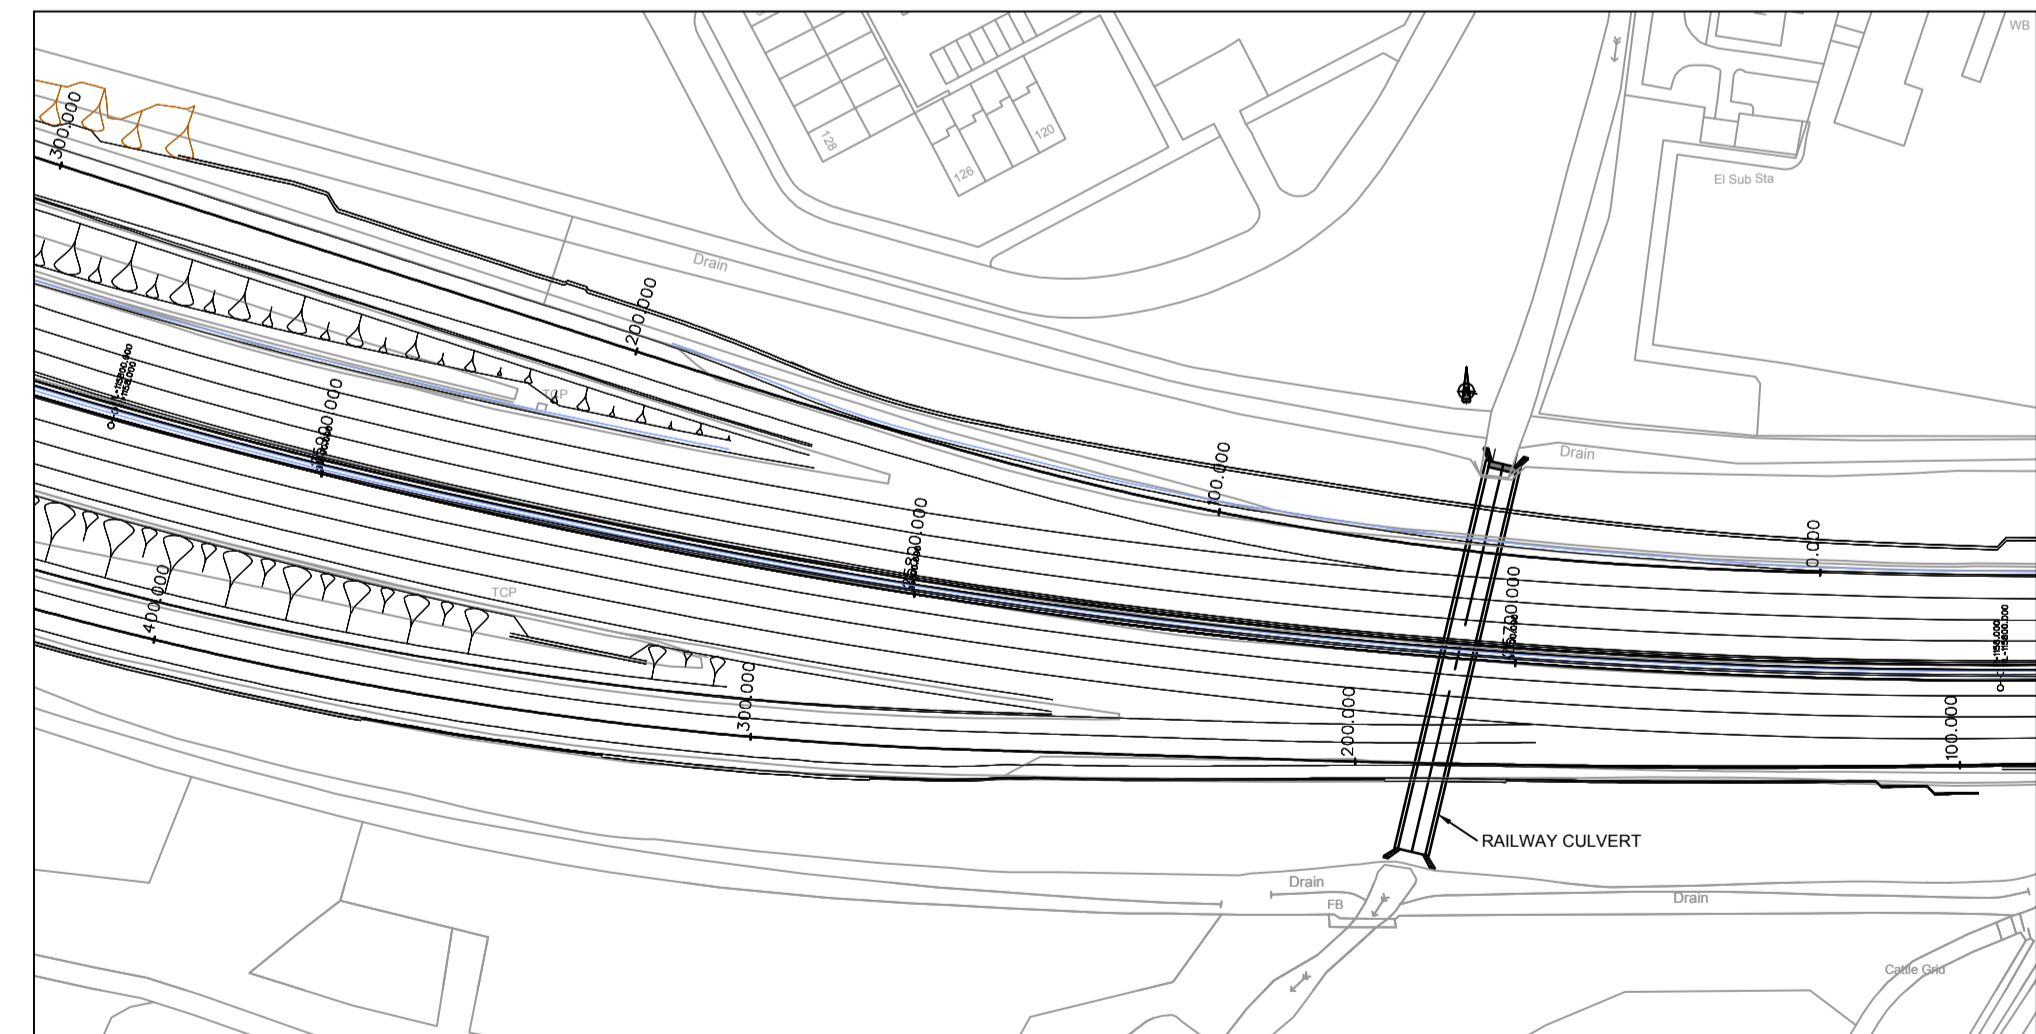 WB
128
126
120
El Sub Sta
300.000
Drain
200.000
TCP
100.000
Drain
0.000
TCP
400.000
300.000
200.000
100.000
RAILWAY CULVERT
Drain
FB
Drain
Cattle Grid